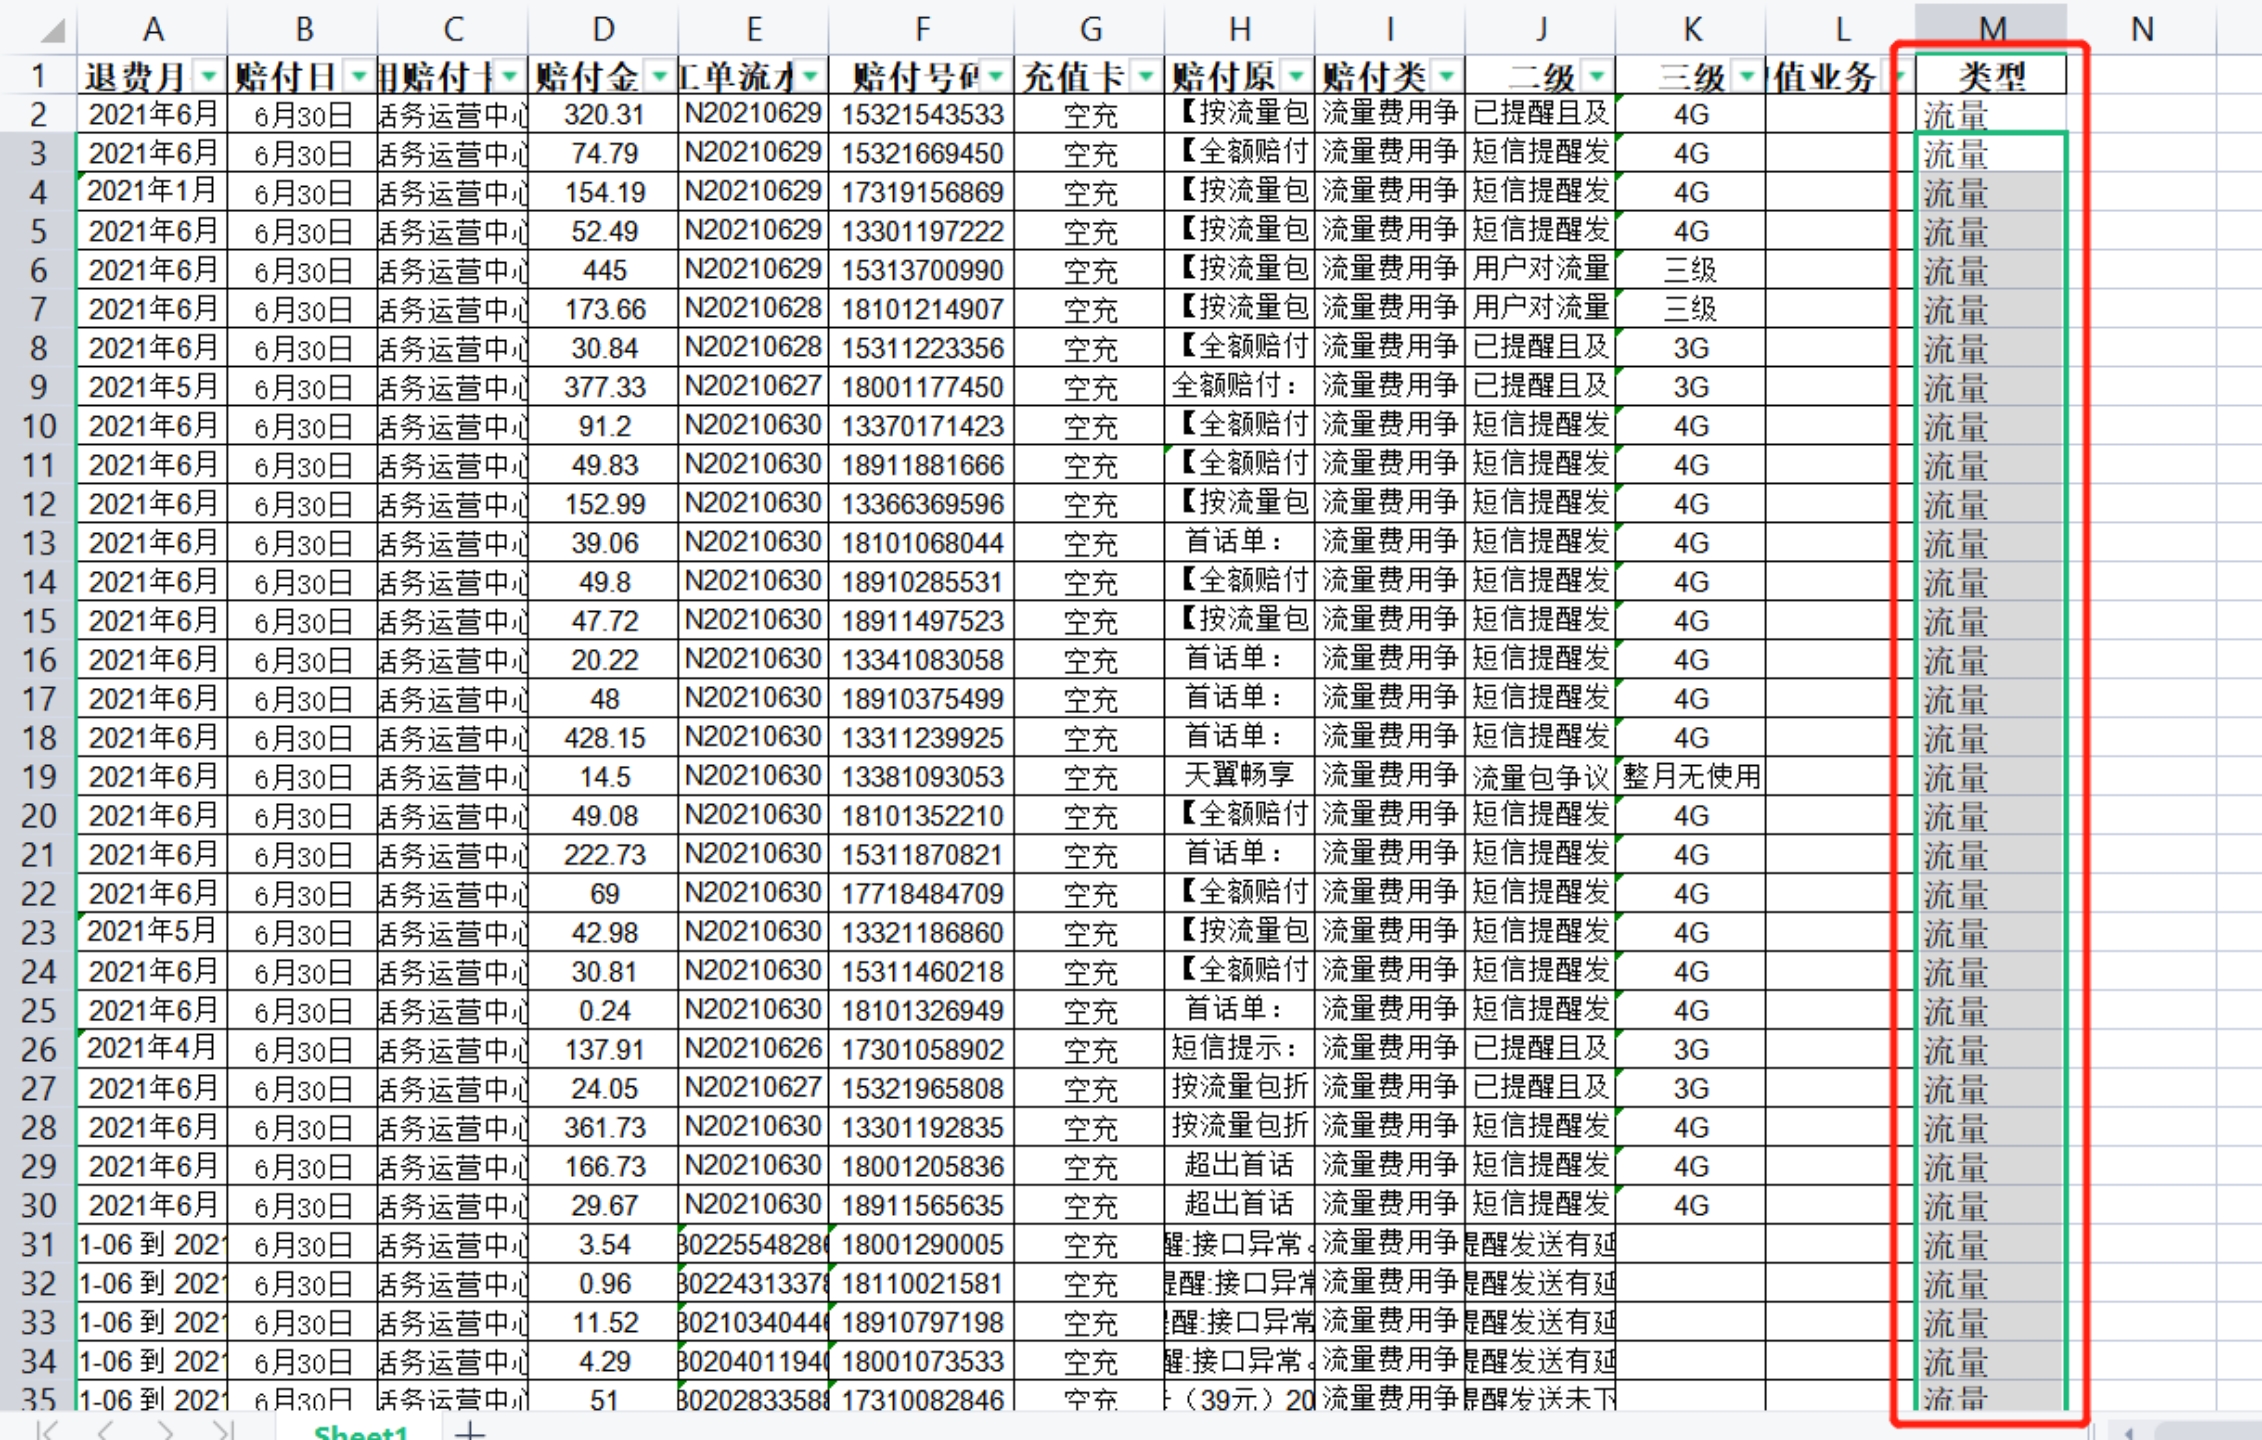 A B C D E F G H I J K L M N
1 退费月 赔付日 赔付卡 赔付金 工单流水 赔付号码 充值卡 赔付原 赔付类 二级 三级 值业务 类型
2 2021年6月 6月30日 话务运营中心 320.31 N20210629 15321543533 空充 【按流量包 流量费用争 已提醒且及 4G 流量
3 2021年6月 6月30日 话务运营中心 74.79 N20210629 15321669450 空充 【全额赔付 流量费用争 短信提醒发 4G 流量
4 2021年1月 6月30日 话务运营中心 154.19 N20210629 17319156869 空充 【按流量包 流量费用争 短信提醒发 4G 流量
5 2021年6月 6月30日 话务运营中心 52.49 N20210629 13301197222 空充 【按流量包 流量费用争 短信提醒发 4G 流量
6 2021年6月 6月30日 话务运营中心 445 N20210629 15313700990 空充 【按流量包 流量费用争 用户对流量 三级 流量
7 2021年6月 6月30日 话务运营中心 173.66 N20210628 18101214907 空充 【按流量包 流量费用争 用户对流量 三级 流量
8 2021年6月 6月30日 话务运营中心 30.84 N20210628 15311223356 空充 【全额赔付 流量费用争 已提醒且及 3G 流量
9 2021年5月 6月30日 话务运营中心 377.33 N20210627 18001177450 空充 全额赔付： 流量费用争 已提醒且及 3G 流量
10 2021年6月 6月30日 话务运营中心 91.2 N20210630 13370171423 空充 【全额赔付 流量费用争 短信提醒发 4G 流量
11 2021年6月 6月30日 话务运营中心 49.83 N20210630 18911881666 空充 【全额赔付 流量费用争 短信提醒发 4G 流量
12 2021年6月 6月30日 话务运营中心 152.99 N20210630 13366369596 空充 【按流量包 流量费用争 短信提醒发 4G 流量
13 2021年6月 6月30日 话务运营中心 39.06 N20210630 18101068044 空充 首话单： 流量费用争 短信提醒发 4G 流量
14 2021年6月 6月30日 话务运营中心 49.8 N20210630 18910285531 空充 【全额赔付 流量费用争 短信提醒发 4G 流量
15 2021年6月 6月30日 话务运营中心 47.72 N20210630 18911497523 空充 【按流量包 流量费用争 短信提醒发 4G 流量
16 2021年6月 6月30日 话务运营中心 20.22 N20210630 13341083058 空充 首话单： 流量费用争 短信提醒发 4G 流量
17 2021年6月 6月30日 话务运营中心 48 N20210630 18910375499 空充 首话单： 流量费用争 短信提醒发 4G 流量
18 2021年6月 6月30日 话务运营中心 428.15 N20210630 13311239925 空充 首话单： 流量费用争 短信提醒发 4G 流量
19 2021年6月 6月30日 话务运营中心 14.5 N20210630 13381093053 空充 天翼畅享 流量费用争 流量包争议 整月无使用 流量
20 2021年6月 6月30日 话务运营中心 49.08 N20210630 18101352210 空充 【全额赔付 流量费用争 短信提醒发 4G 流量
21 2021年6月 6月30日 话务运营中心 222.73 N20210630 15311870821 空充 首话单： 流量费用争 短信提醒发 4G 流量
22 2021年6月 6月30日 话务运营中心 69 N20210630 17718484709 空充 【全额赔付 流量费用争 短信提醒发 4G 流量
23 2021年5月 6月30日 话务运营中心 42.98 N20210630 13321186860 空充 【按流量包 流量费用争 短信提醒发 4G 流量
24 2021年6月 6月30日 话务运营中心 30.81 N20210630 15311460218 空充 【全额赔付 流量费用争 短信提醒发 4G 流量
25 2021年6月 6月30日 话务运营中心 0.24 N20210630 18101326949 空充 首话单： 流量费用争 短信提醒发 4G 流量
26 2021年4月 6月30日 话务运营中心 137.91 N20210626 17301058902 空充 短信提示： 流量费用争 已提醒且及 3G 流量
27 2021年6月 6月30日 话务运营中心 24.05 N20210627 15321965808 空充 按流量包折 流量费用争 已提醒且及 3G 流量
28 2021年6月 6月30日 话务运营中心 361.73 N20210630 13301192835 空充 按流量包折 流量费用争 短信提醒发 4G 流量
29 2021年6月 6月30日 话务运营中心 166.73 N20210630 18001205836 空充 超出首话 流量费用争 短信提醒发 4G 流量
30 2021年6月 6月30日 话务运营中心 29.67 N20210630 18911565635 空充 超出首话 流量费用争 短信提醒发 4G 流量
31 1-06 到 2021 6月30日 话务运营中心 3.54 30225548286 18001290005 空充 醒:接口异常。 流量费用争 提醒发送有延 流量
32 1-06 到 2021 6月30日 话务运营中心 0.96 30224313378 18110021581 空充 提醒:接口异常 流量费用争 提醒发送有延 流量
33 1-06 到 2021 6月30日 话务运营中心 11.52 30210340446 18910797198 空充 醒:接口异常 流量费用争 提醒发送有延 流量
34 1-06 到 2021 6月30日 话务运营中心 4.29 30204011940 18001073533 空充 醒:接口异常。 流量费用争 提醒发送有延 流量
35 1-06 到 2021 6月30日 话务运营中心 51 30202833588 17310082846 空充 （39元）20 流量费用争 提醒发送未下 流量
Sheet1